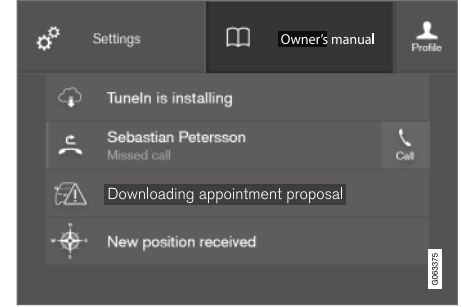 Settings
Owner's manual
Profile
TuneIn is installing
Sebastian Petersson
Missed call
Call
Downloading appointment proposal
New position received
G063375